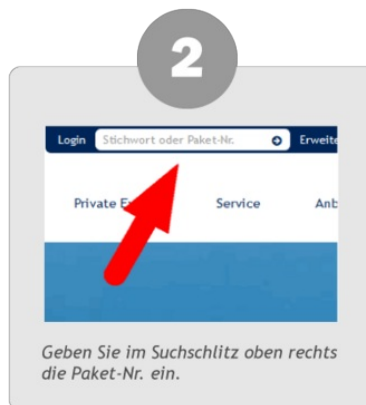 2
Login Stichwort oder Paket-Nr. Erweite
Private E Service Anb
Geben Sie im Suchschlitz oben rechts
die Paket-Nr. ein.